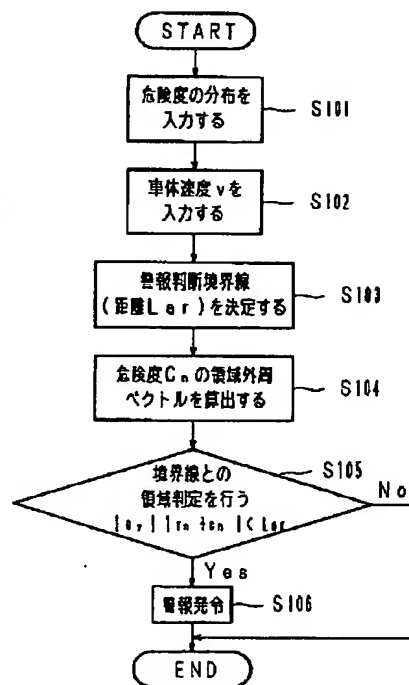 START
危険度の分布を
入力する
S101
車体速度vを
入力する
S102
警報判断境界線
(距離Lar)を決定する
S103
危険度Cnの領域外周
ベクトルを算出する
S104
境界線との
領域判定を行う
S105
No
Yes
警報発令
S106
END